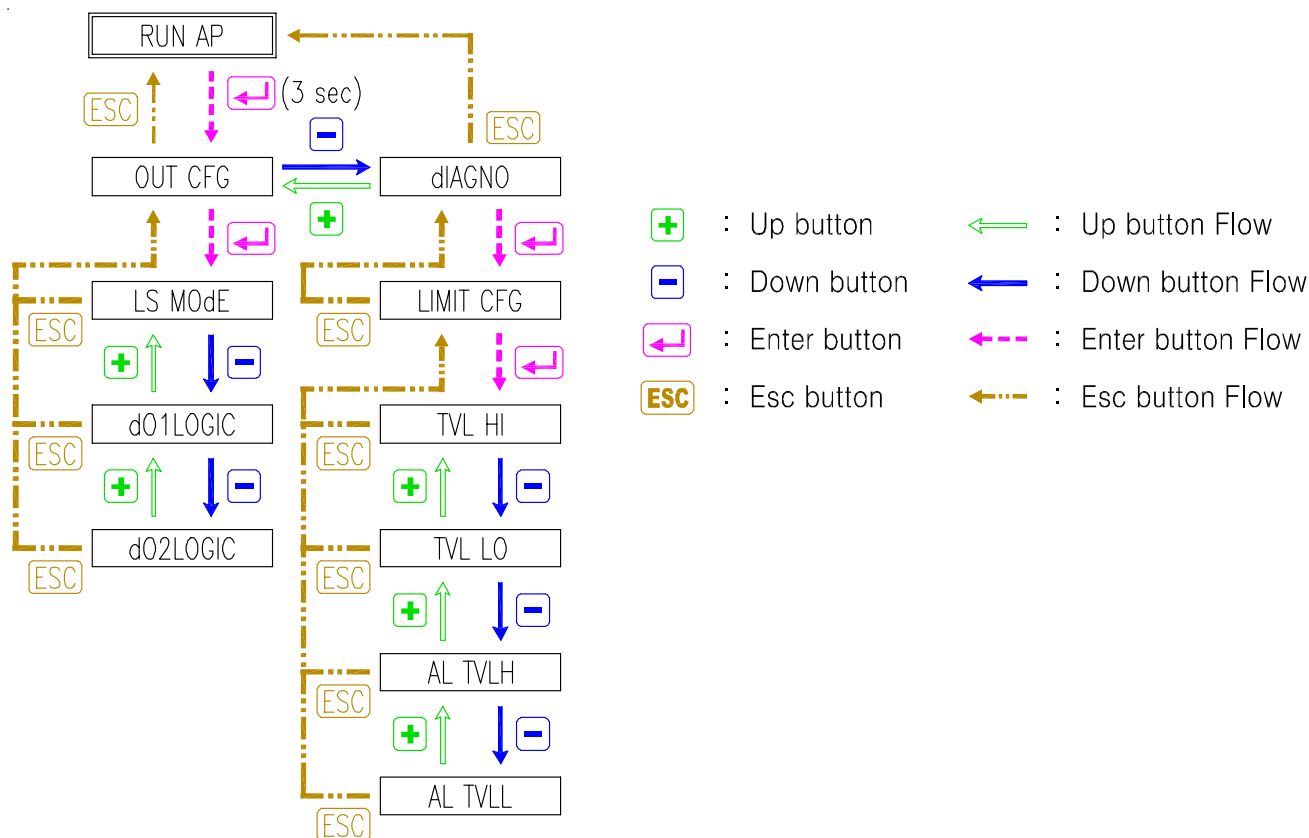 RUN AP
ESC
(3 sec)
ESC
OUT CFG
dIAGNO
: Up button
: Up button Flow
: Down button
: Down button Flow
LS MOdE
LIMIT CFG
ESC
ESC
: Enter button
: Enter button Flow
ESC : Esc button
: Esc button Flow
dO1LOGIC
TVL HI
ESC
ESC
dO2LOGIC
TVL LO
ESC
ESC
AL TVLH
ESC
AL TVLL
ESC